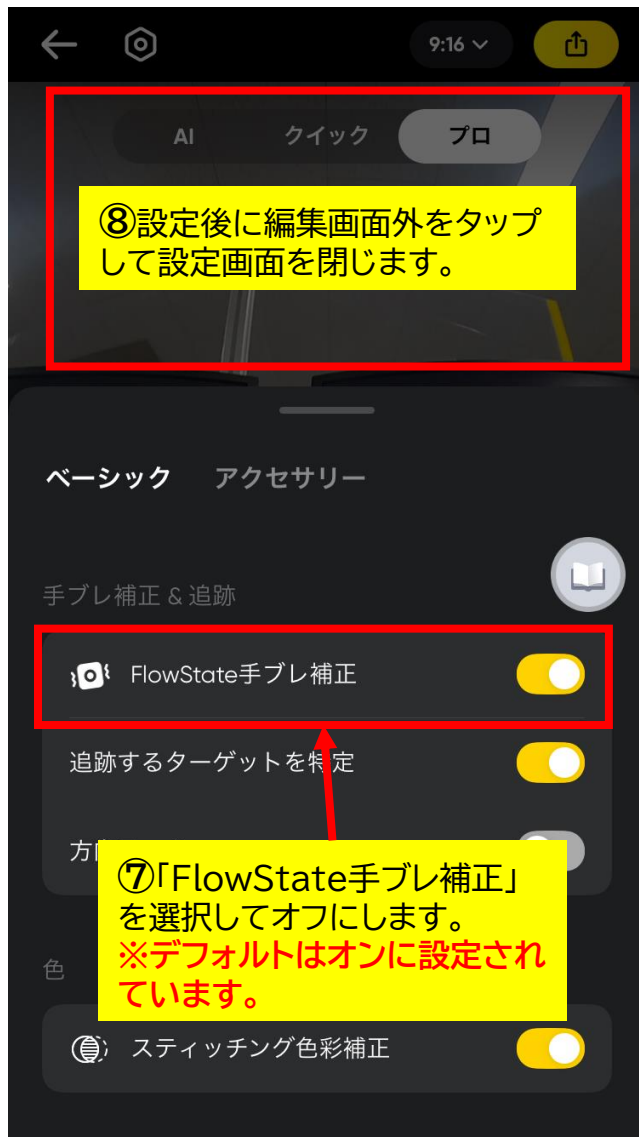 9:16
AI クイック プロ
⑧設定後に編集画面外をタップ
して設定画面を閉じます。
ベーシック アクセサリー
手ブレ補正 & 追跡
FlowState手ブレ補正
追跡するターゲットを特定
方
⑦「FlowState手ブレ補正」
を選択してオフにします。
※デフォルトはオンに設定され
ています。
色
スティッチング色彩補正